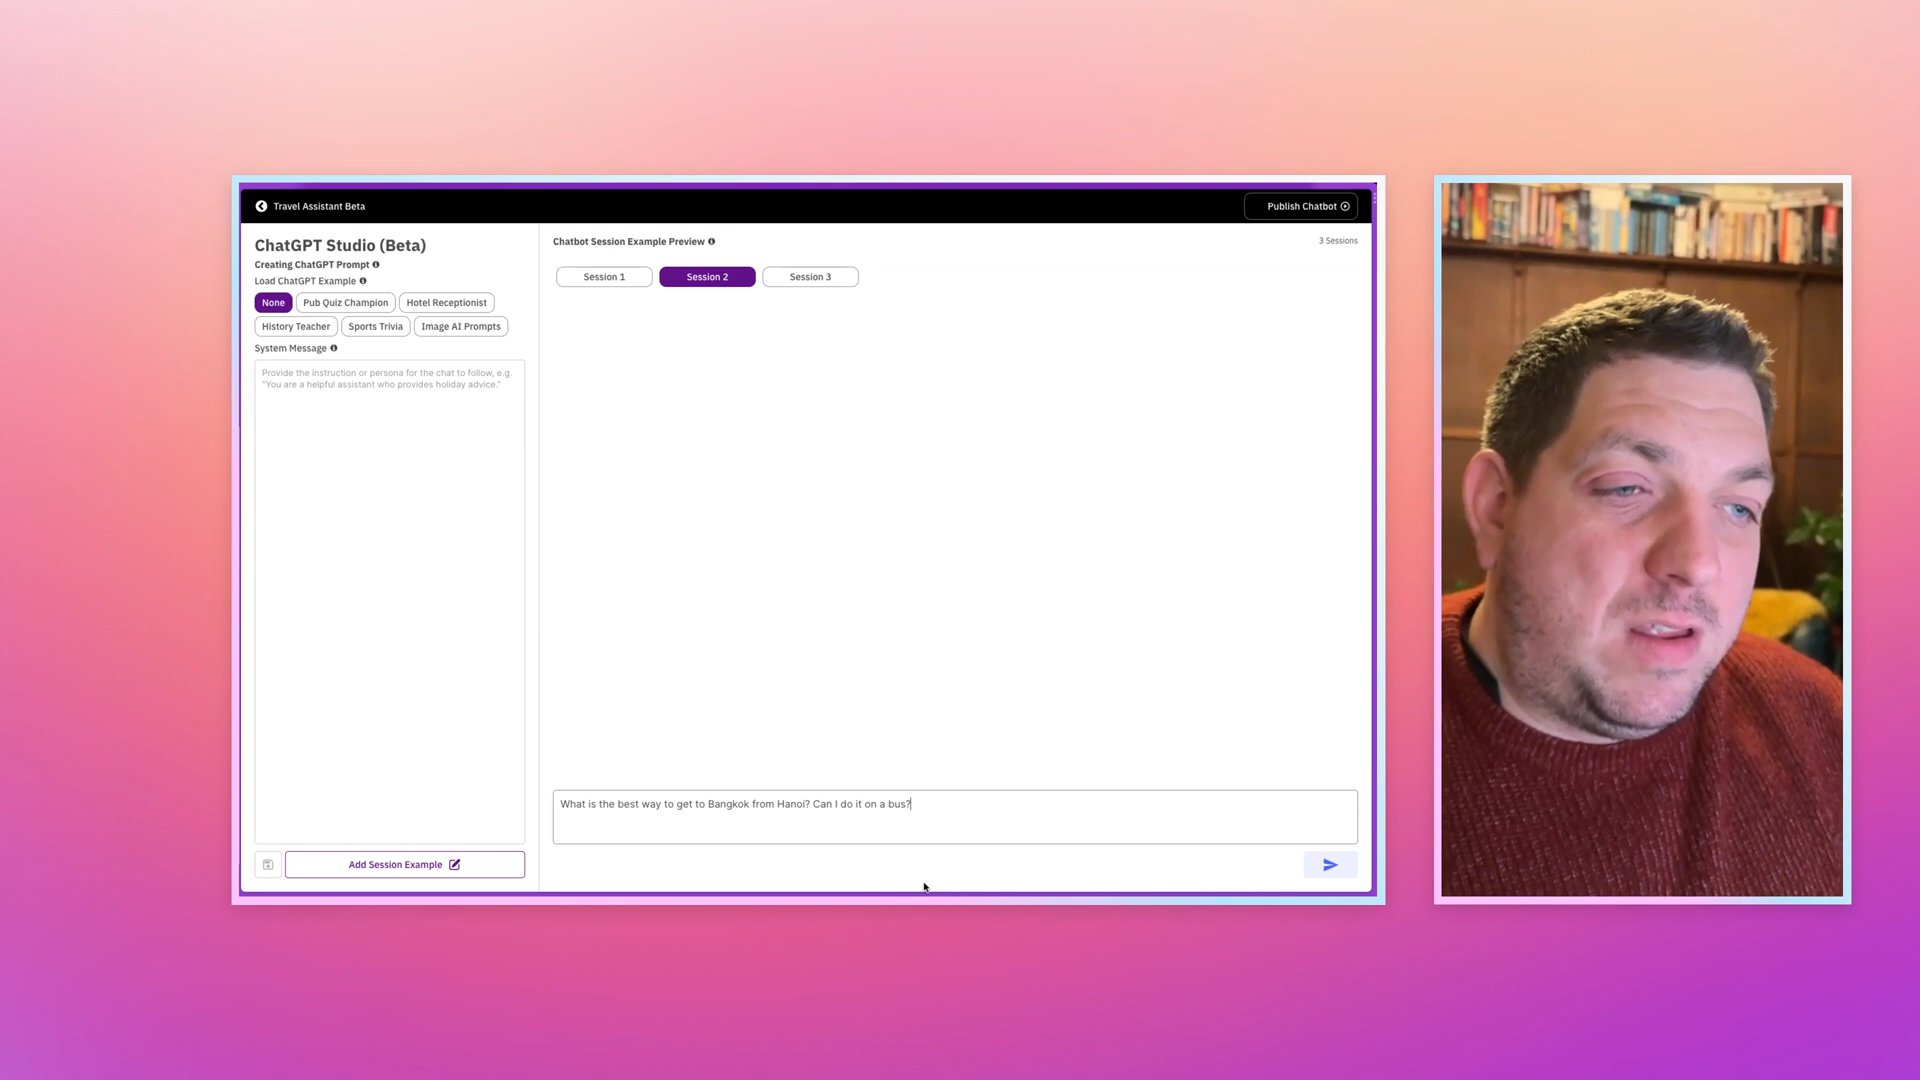 Travel Assistant Beta
Publish Chatbot
ChatGPT Studio (Beta)
Creating ChatGPT Prompt
Load ChatGPT Example
None
Pub Quiz Champion
Hotel Receptionist
History Teacher
Sports Trivia
Image AI Prompts
System Message
Provide the instruction or persona for the chat to follow, e.g.
"You are a helpful assistant who provides holiday advice."
Add Session Example
Chatbot Session Example Preview
3 Sessions
Session 1
Session 2
Session 3
What is the best way to get to Bangkok from Hanoi? Can I do it on a bus?